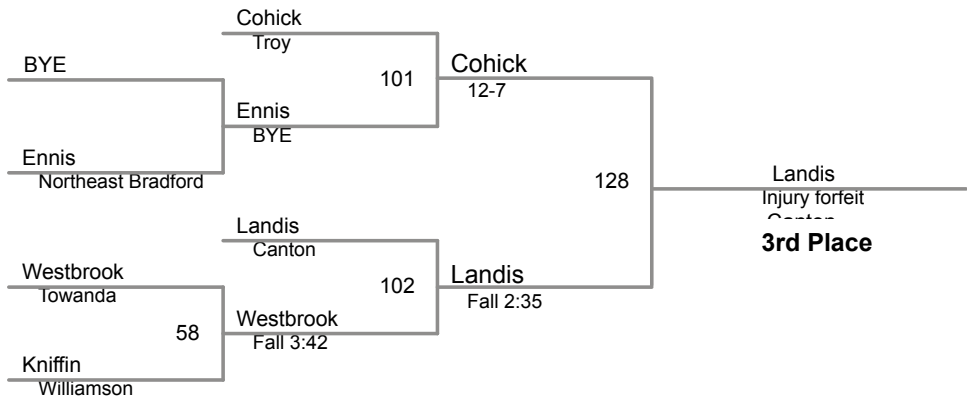 Cohick
Troy
BYE
101
Cohick
12-7
Ennis
BYE
Ennis
Northeast Bradford
128
Landis
Injury forfeit
Canton
3rd Place
Landis
Canton
Westbrook
Towanda
102
Landis
Fall 2:35
58
Westbrook
Fall 3:42
Kniffin
Williamson